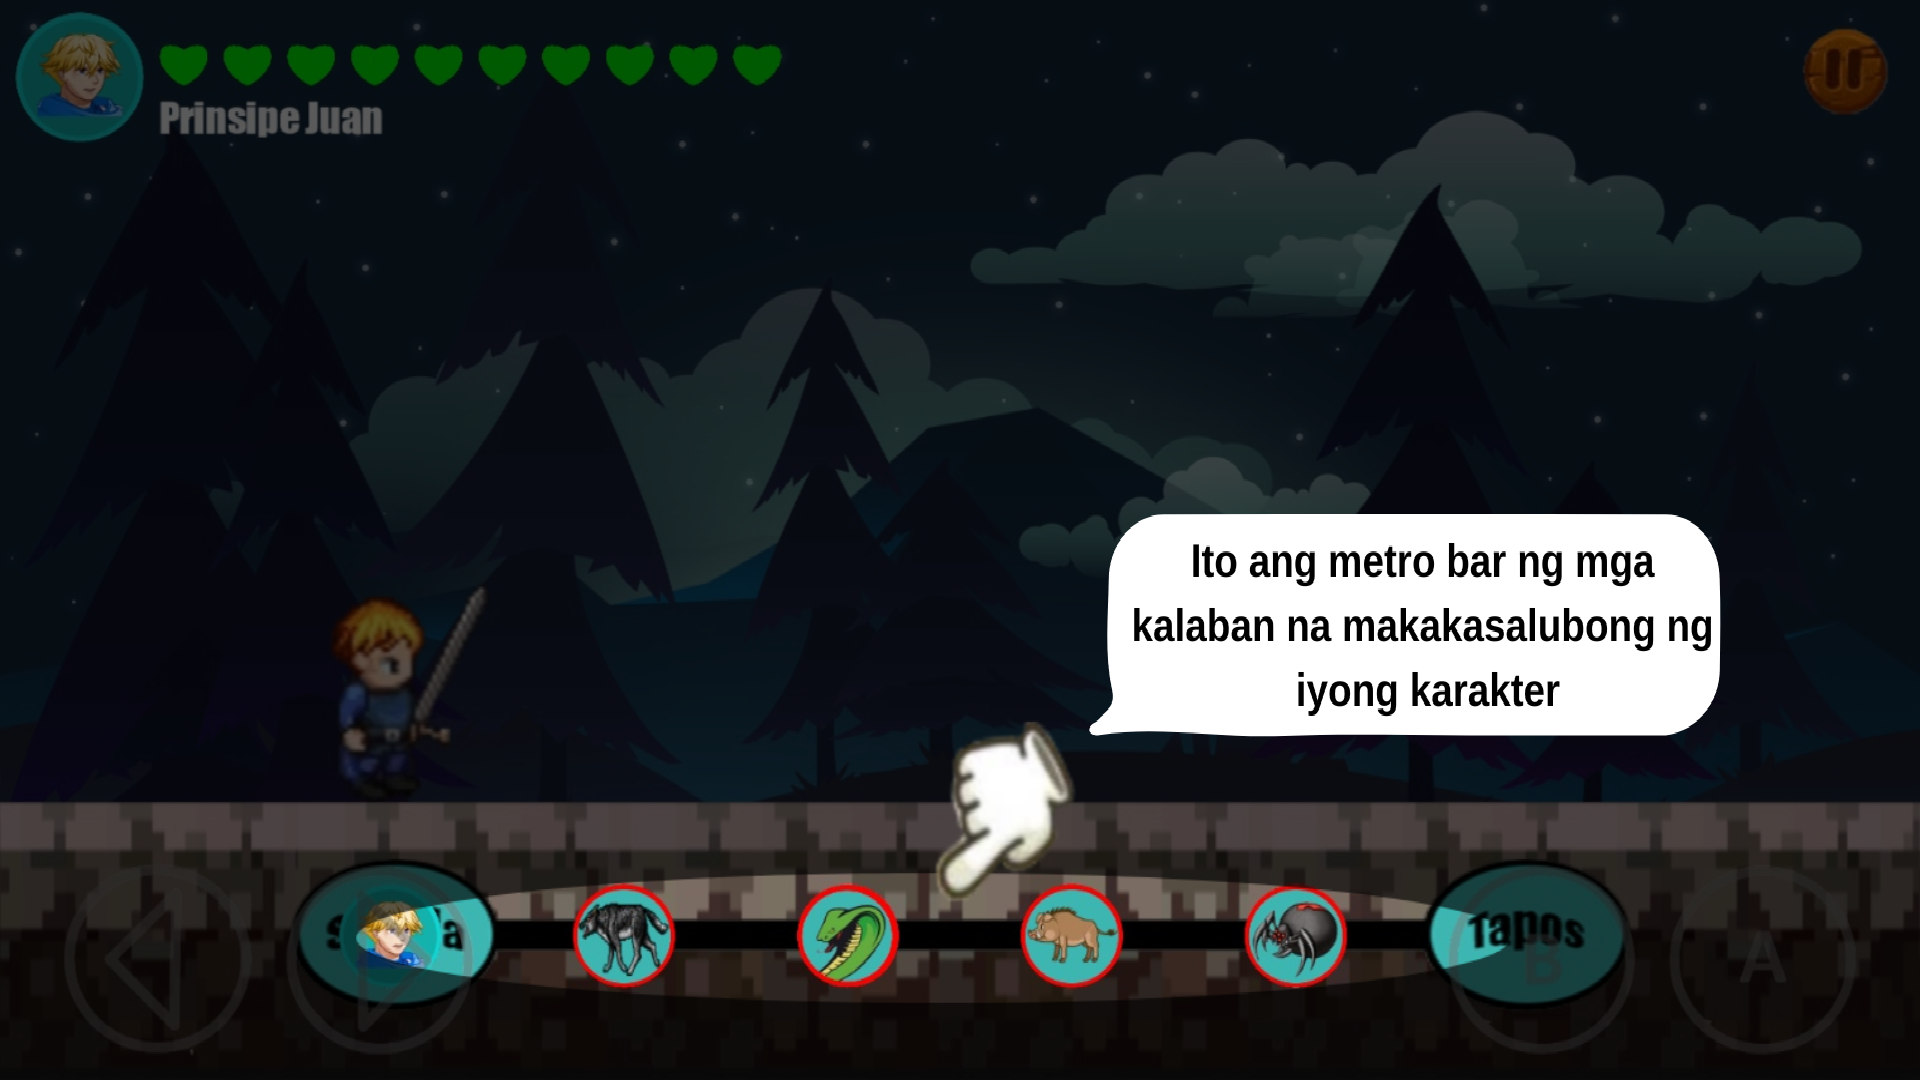 Prinsipe Juan
Ito ang metro bar ng mga
kalaban na makakasalubong ng
iyong karakter
Tapos
B
A